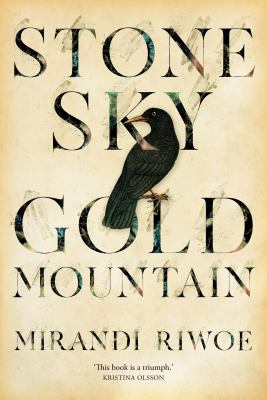 STONE
SKY
GOLD
MOUNTAIN
MIRANDI RIWOE
‘This book is a triumph.’
KRISTINA OLSSON